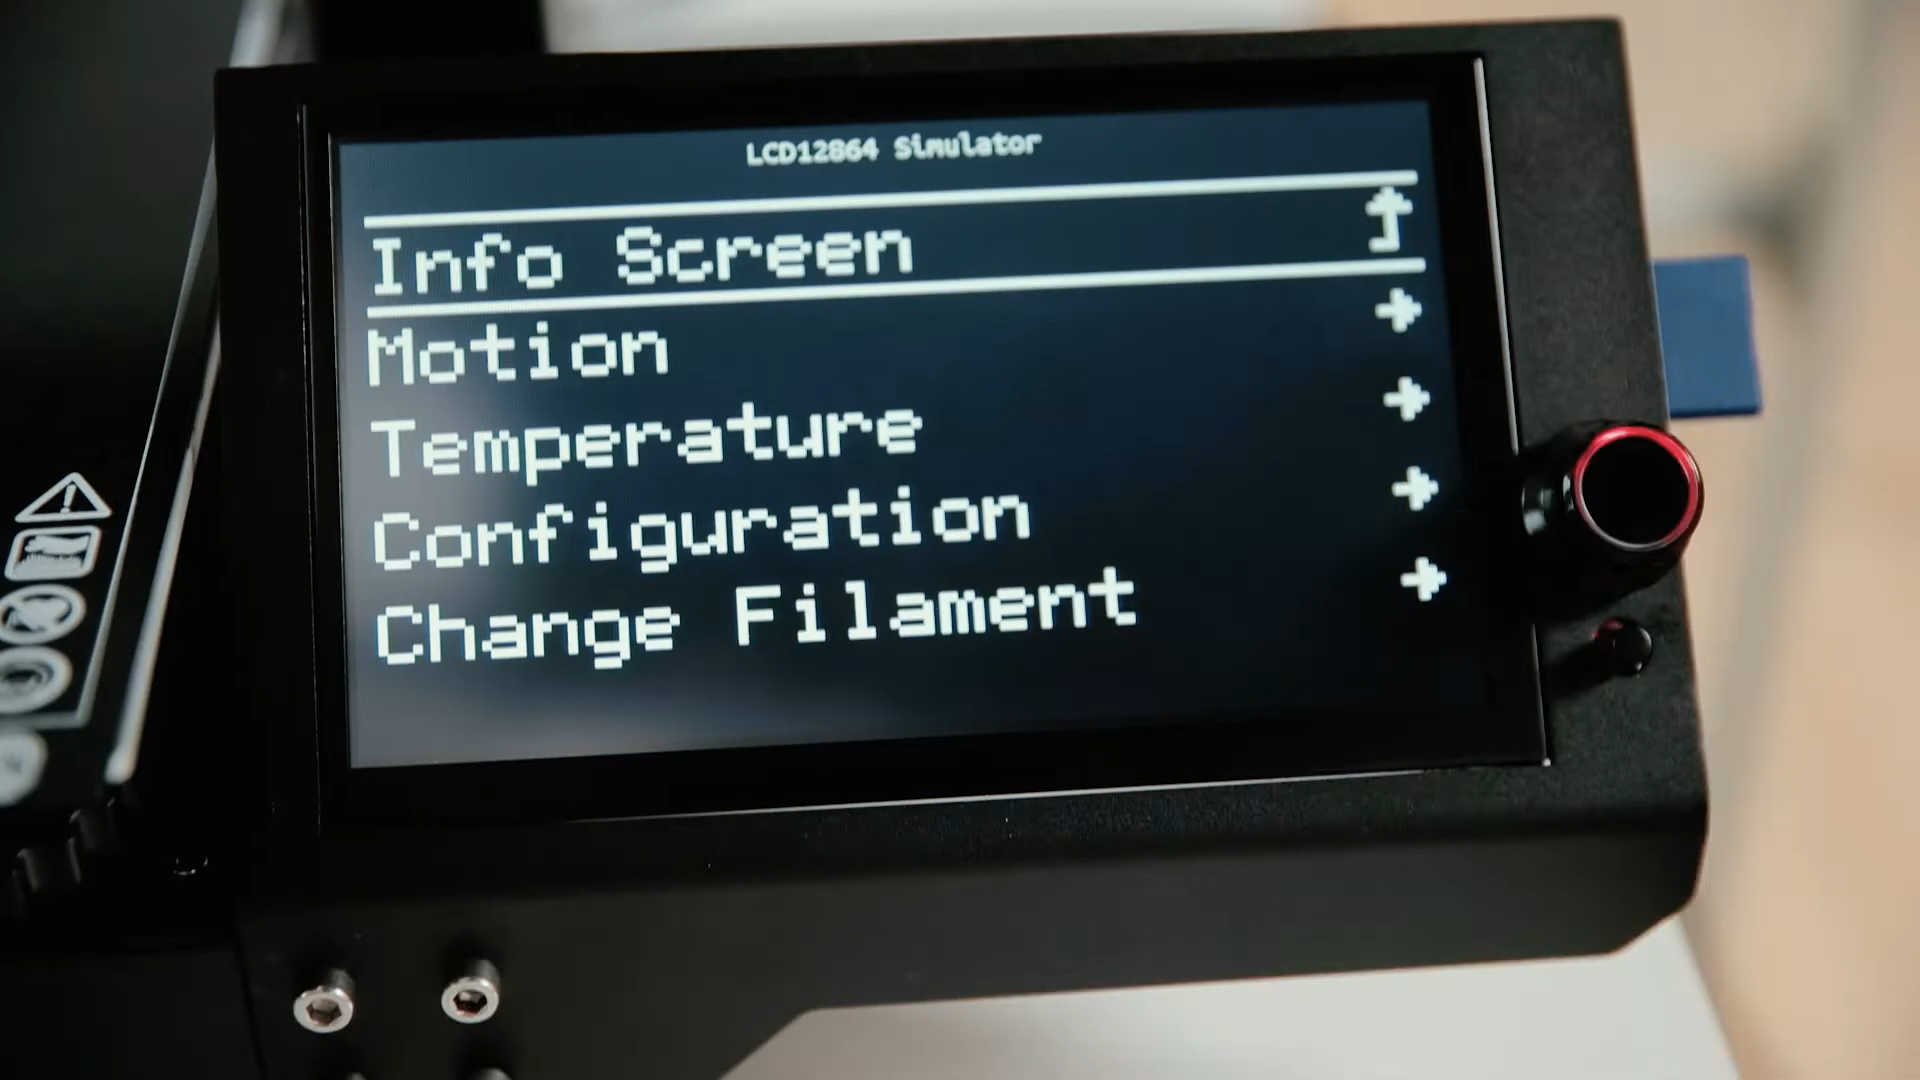 LCD12864 Simulator
Info Screen
Motion
Temperature
Configuration
Change Filament